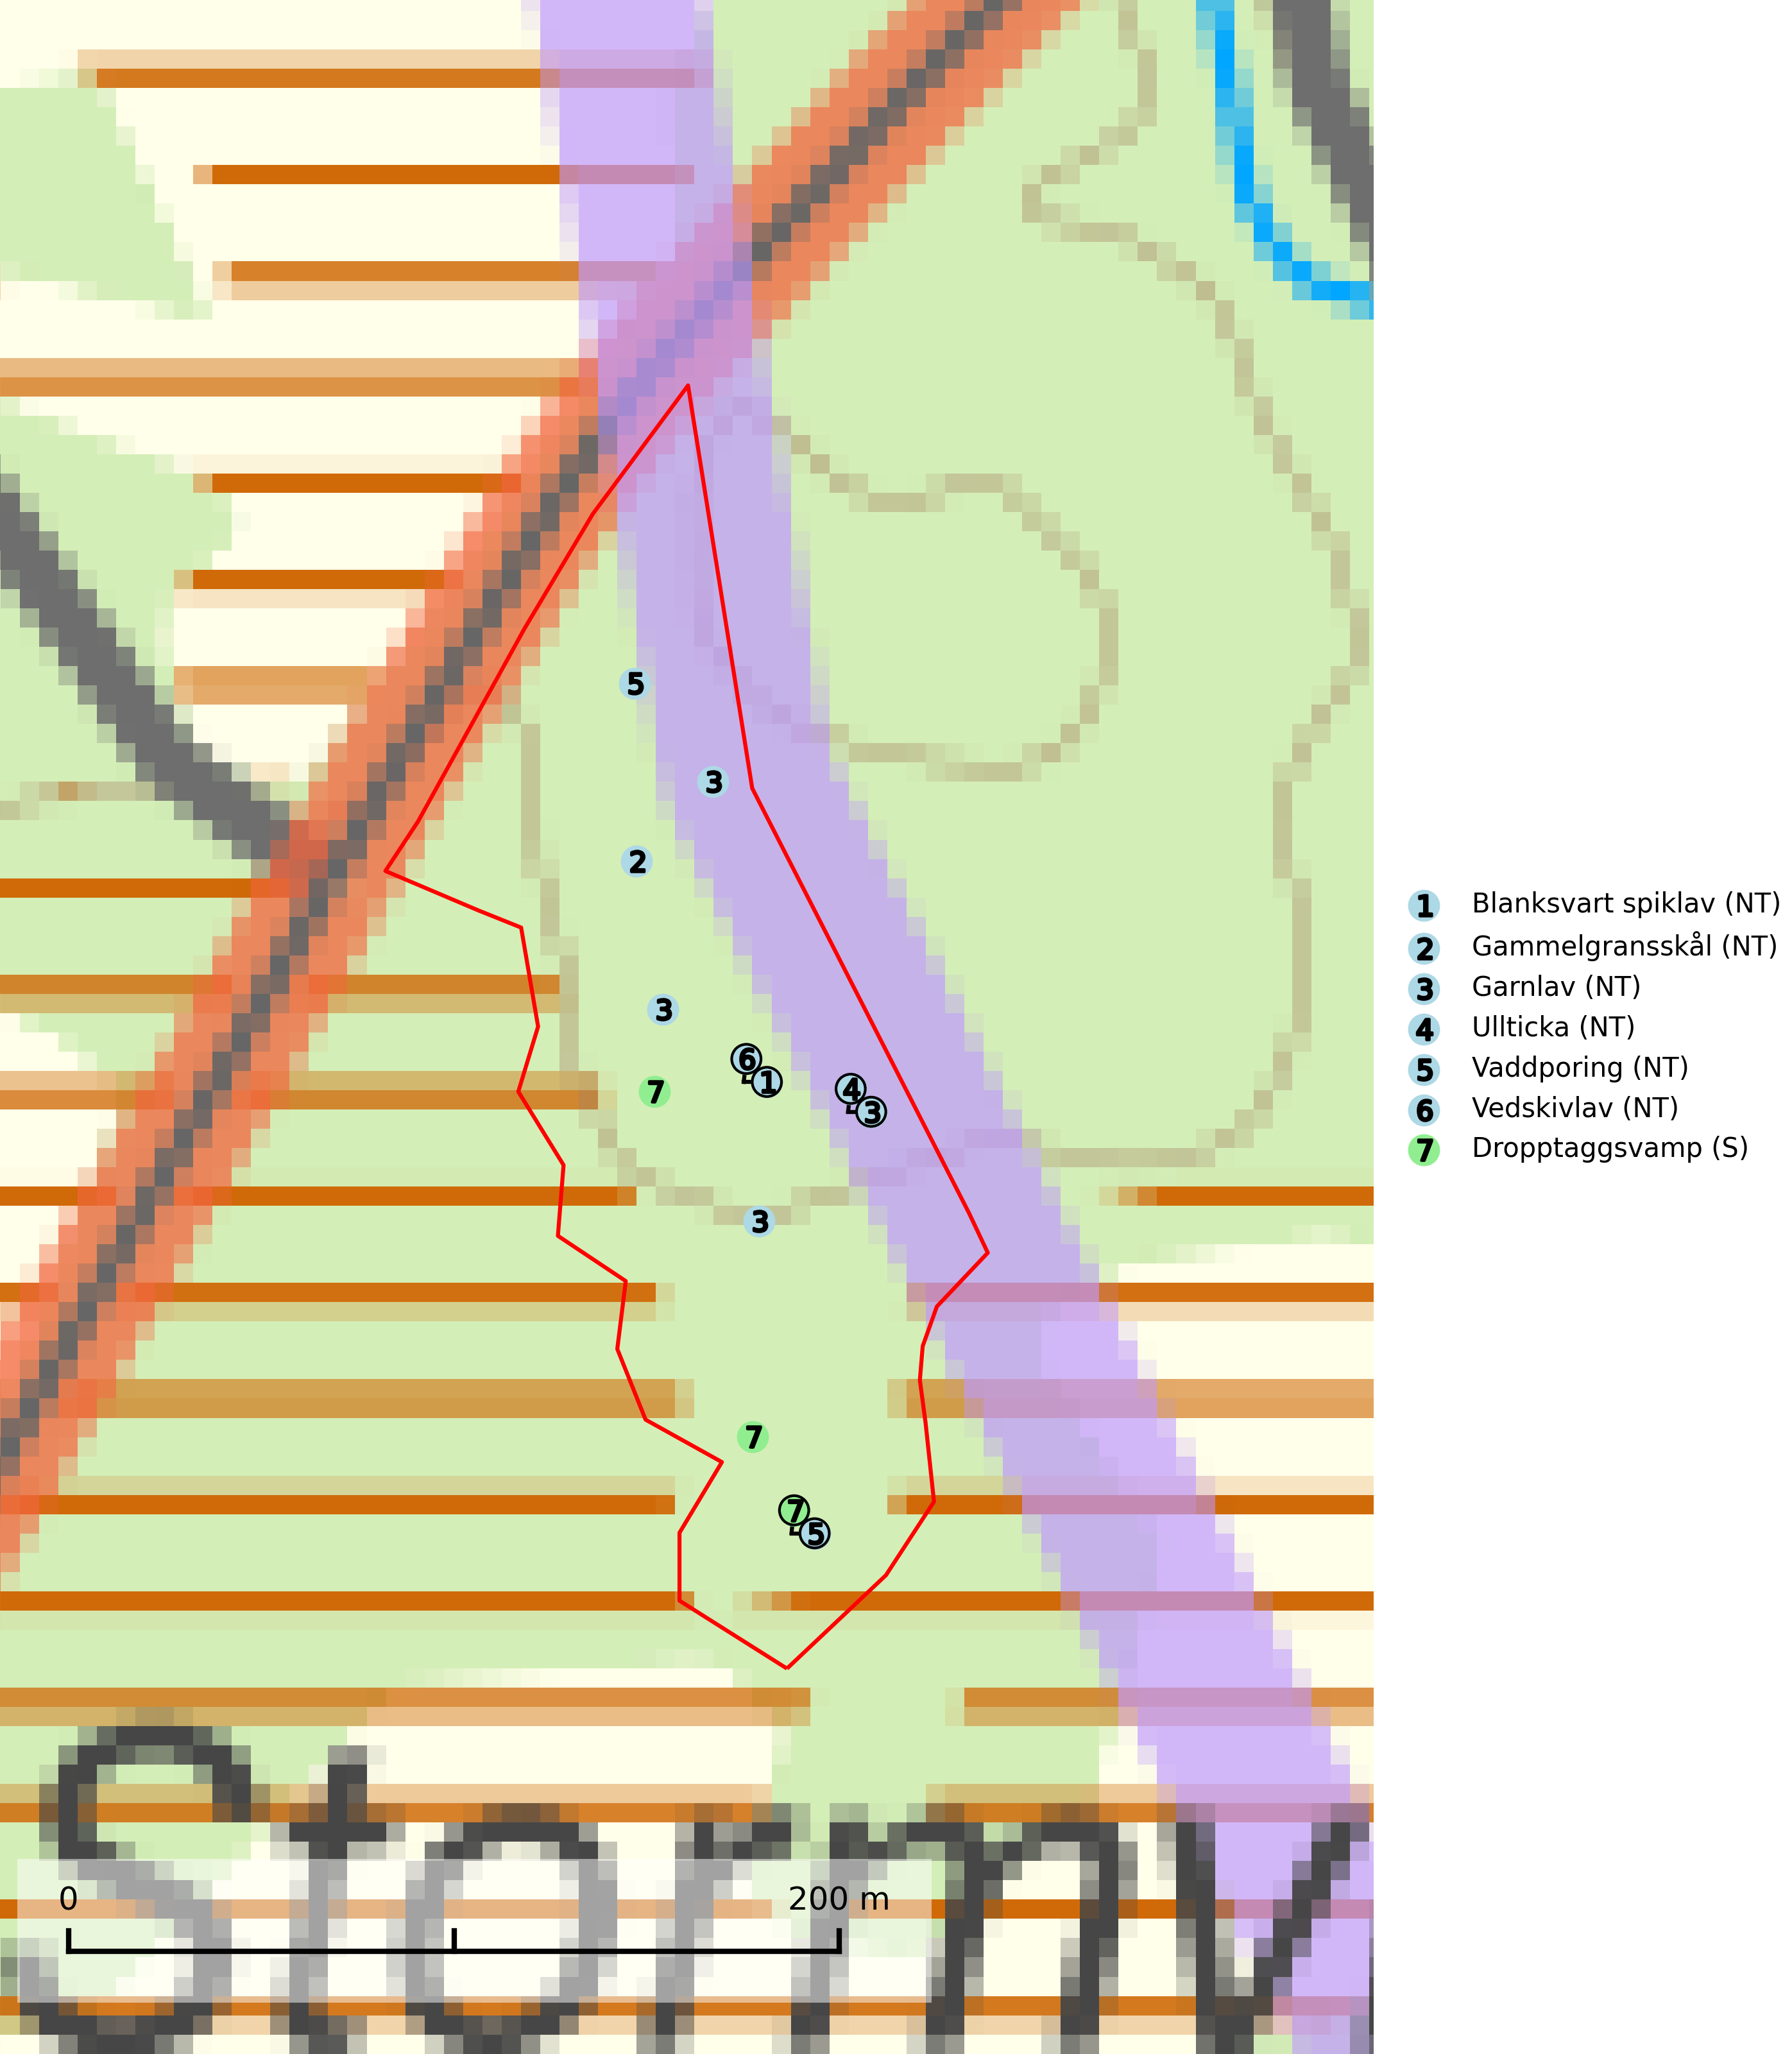 5
3
2
3
6
1
4
3
7
3
7
7
5
1 Blanksvart spiklav (NT)
2 Gammelgransskål (NT)
3 Garnlav (NT)
4 Ullticka (NT)
5 Vaddporing (NT)
6 Vedskivlav (NT)
7 Dropptaggsvamp (S)
0 200 m